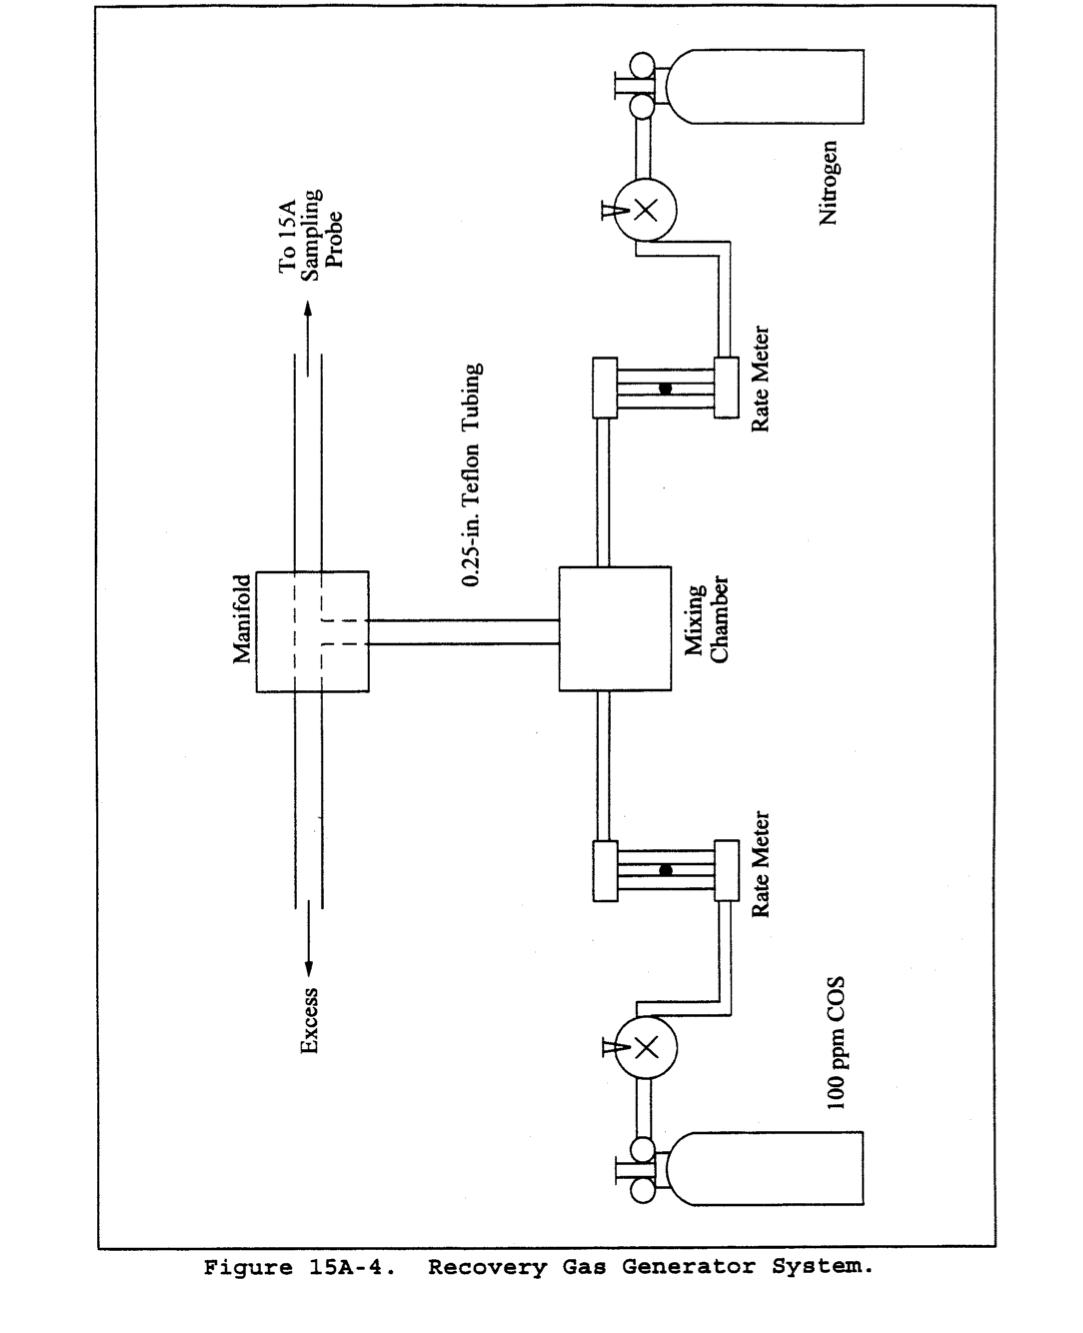 To 15A
Sampling
Probe
Manifold
Excess
0.25-in. Teflon Tubing
Mixing
Chamber
Rate Meter
Rate Meter
Nitrogen
100 ppm COS
Figure 15A-4. Recovery Gas Generator System.